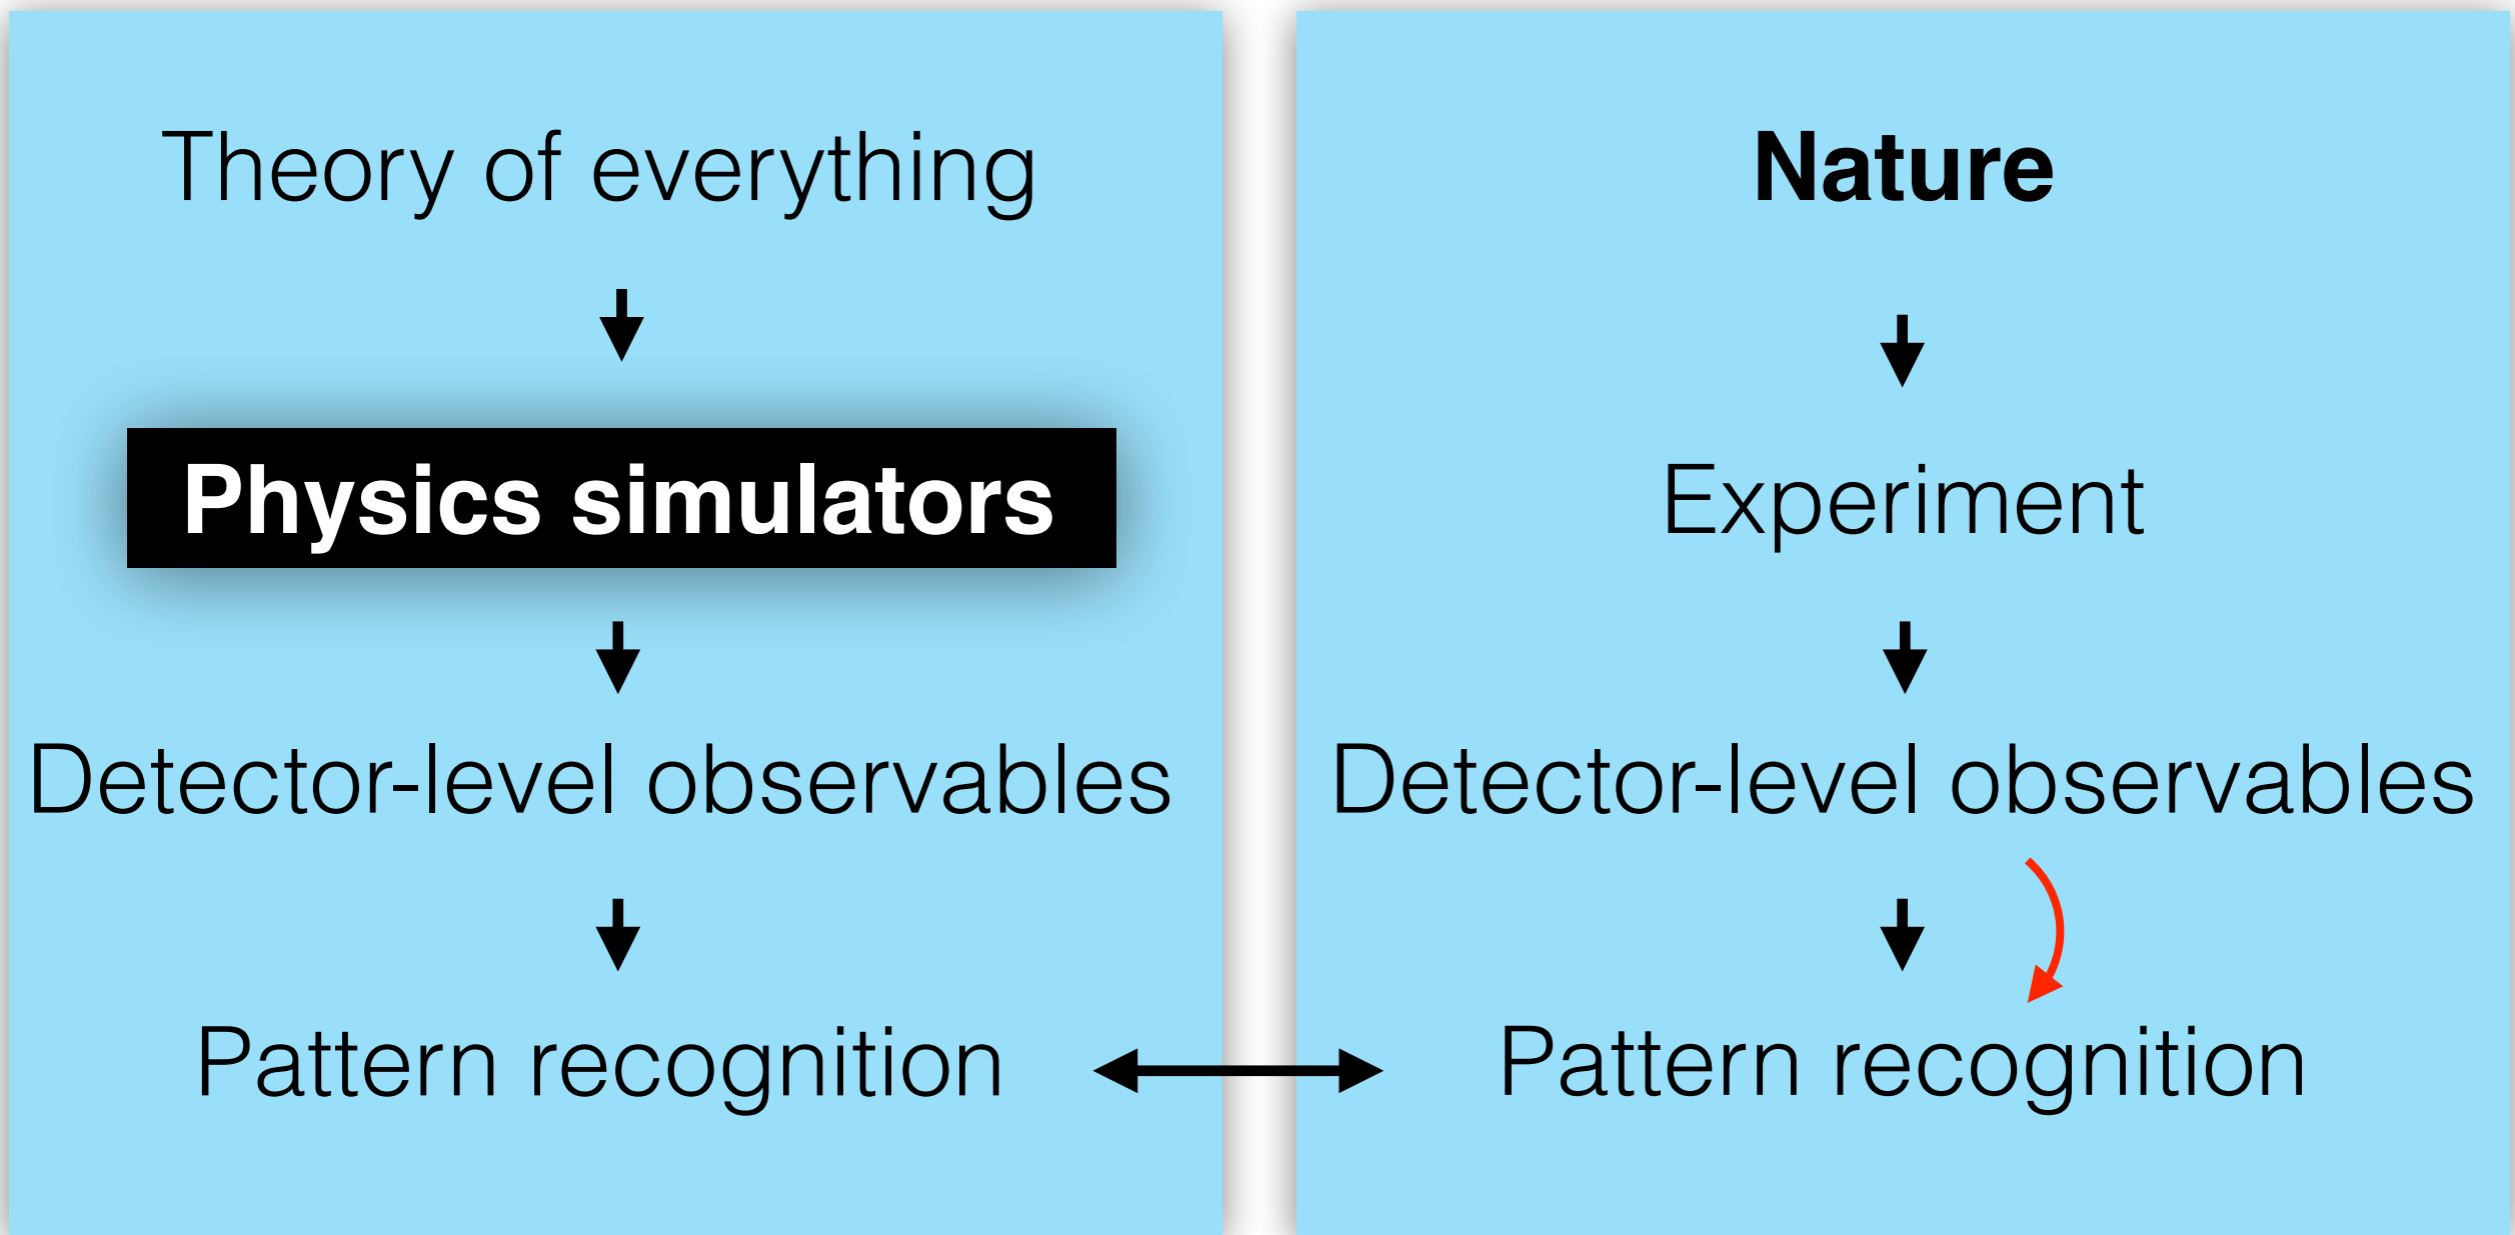 Theory of everything
Physics simulators
Detector-level observables
Pattern recognition
Nature
Experiment
Detector-level observables
Pattern recognition